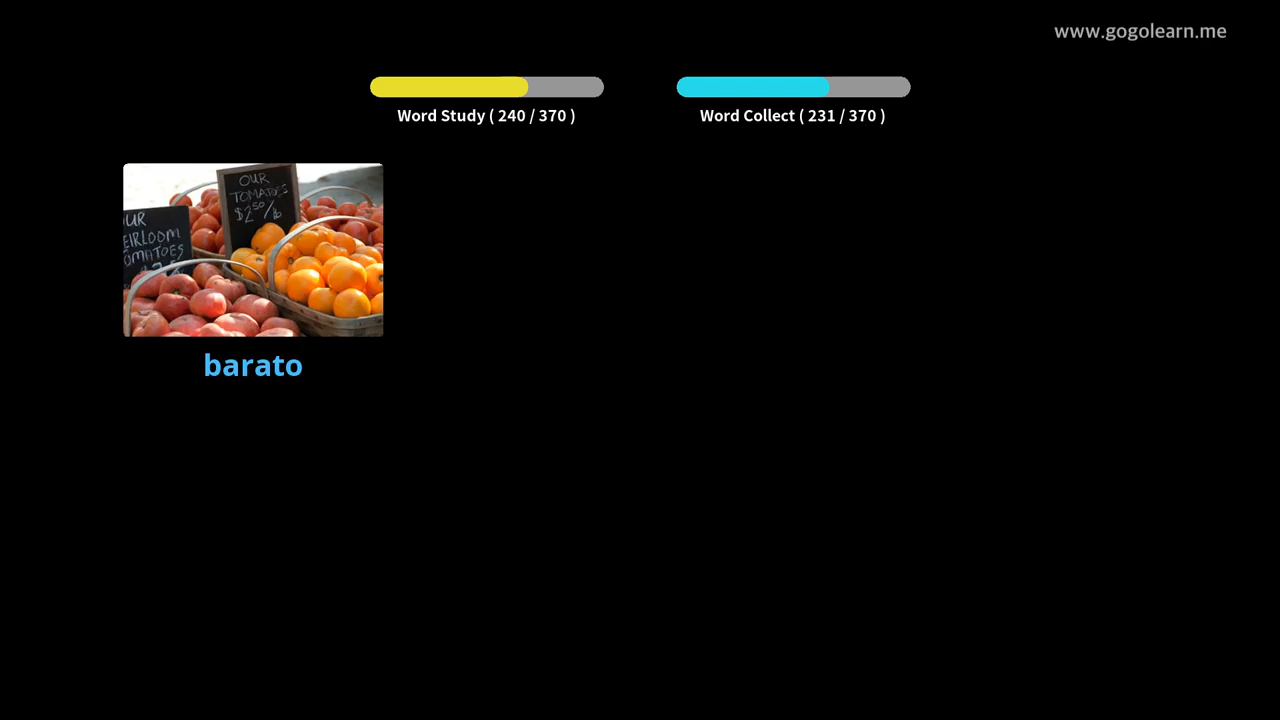 www.gogolearn.me
Word Study ( 240 / 370 )
Word Collect ( 231 / 370 )
OUR
TOMATOES
$2.50/lb
UR
EIRLOOM
OMATOES
barato